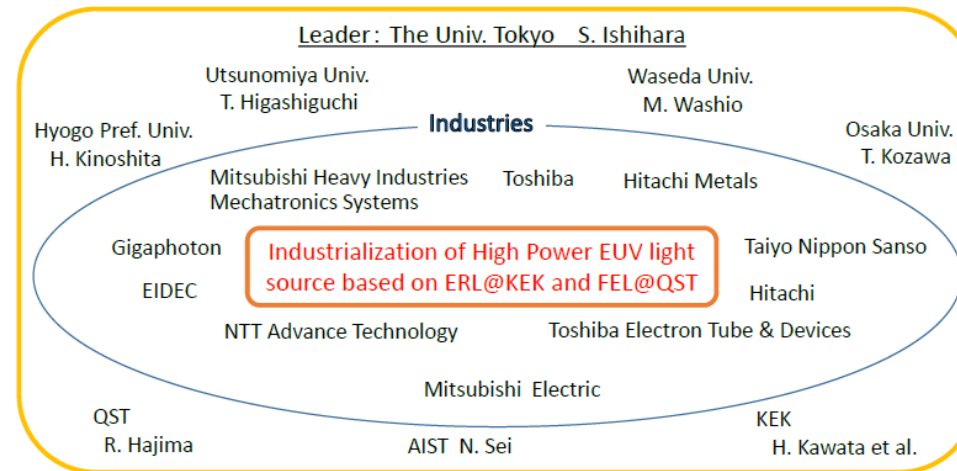 Leader: The Univ. Tokyo S. Ishihara
Utsunomiya Univ.
T. Higashiguchi
Waseda Univ.
M. Washio
Hyogo Pref. Univ.
H. Kinoshita
Industries
Osaka Univ.
T. Kozawa
Mitsubishi Heavy Industries
Mechatronics Systems
Toshiba
Hitachi Metals
Gigaphoton
Industrialization of High Power EUV light
source based on ERL@KEK and FEL@QST
Taiyo Nippon Sanso
EIDEC
Hitachi
NTT Advance Technology
Toshiba Electron Tube & Devices
Mitsubishi Electric
QST
R. Hajima
AIST N. Sei
KEK
H. Kawata et al.